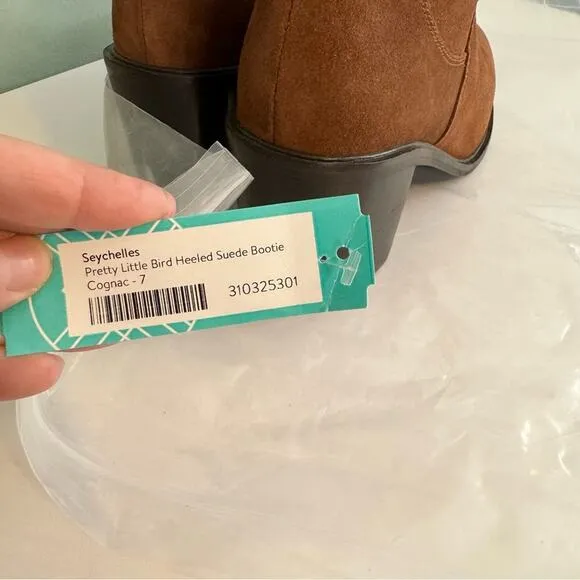 Seychelles
Pretty Little Bird Heeled Suede Bootie
Cognac - 7
310325301